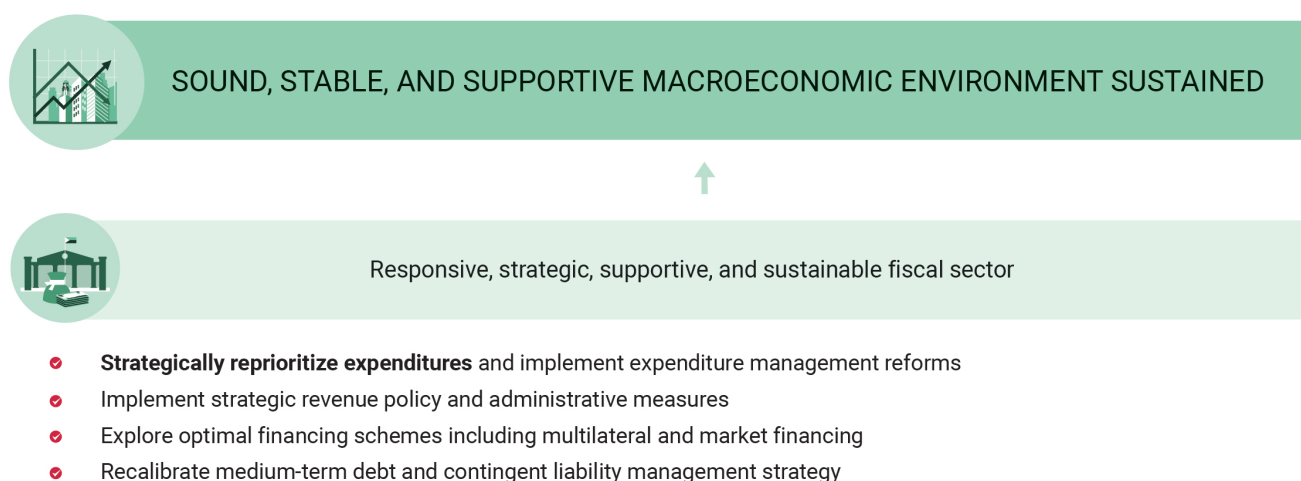 SOUND, STABLE, AND SUPPORTIVE MACROECONOMIC ENVIRONMENT SUSTAINED
Responsive, strategic, supportive, and sustainable fiscal sector
Strategically reprioritize expenditures and implement expenditure management reforms
Implement strategic revenue policy and administrative measures
Explore optimal financing schemes including multilateral and market financing
Recalibrate medium-term debt and contingent liability management strategy